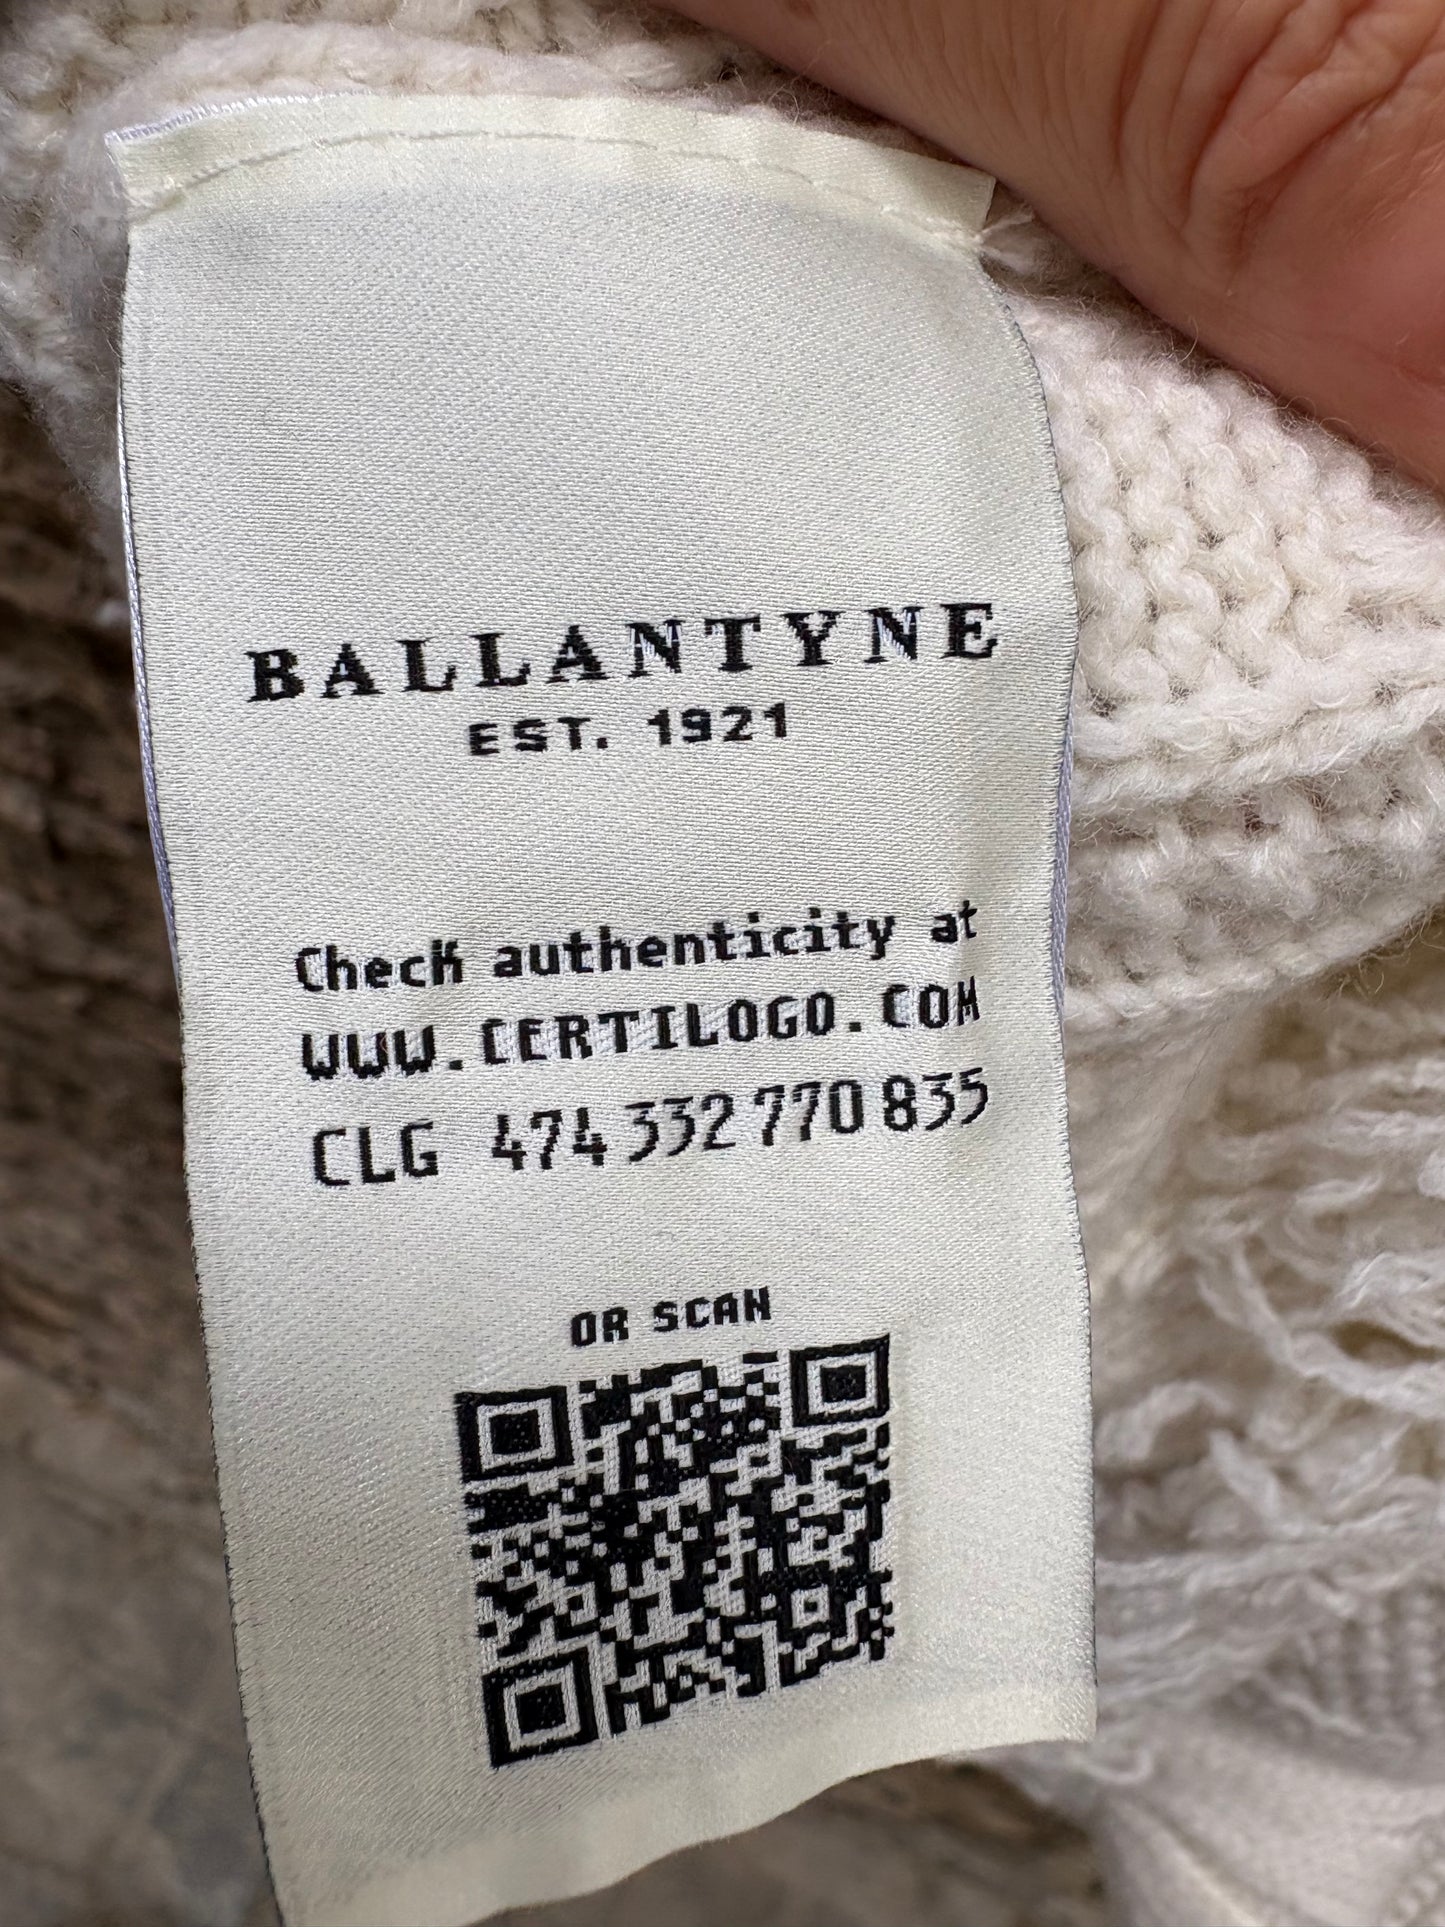 BALLANTYNE
EST. 1921
Check authenticity at
WWW.CERTILOGO.COM
CLG 474 332 770 835
OR SCAN